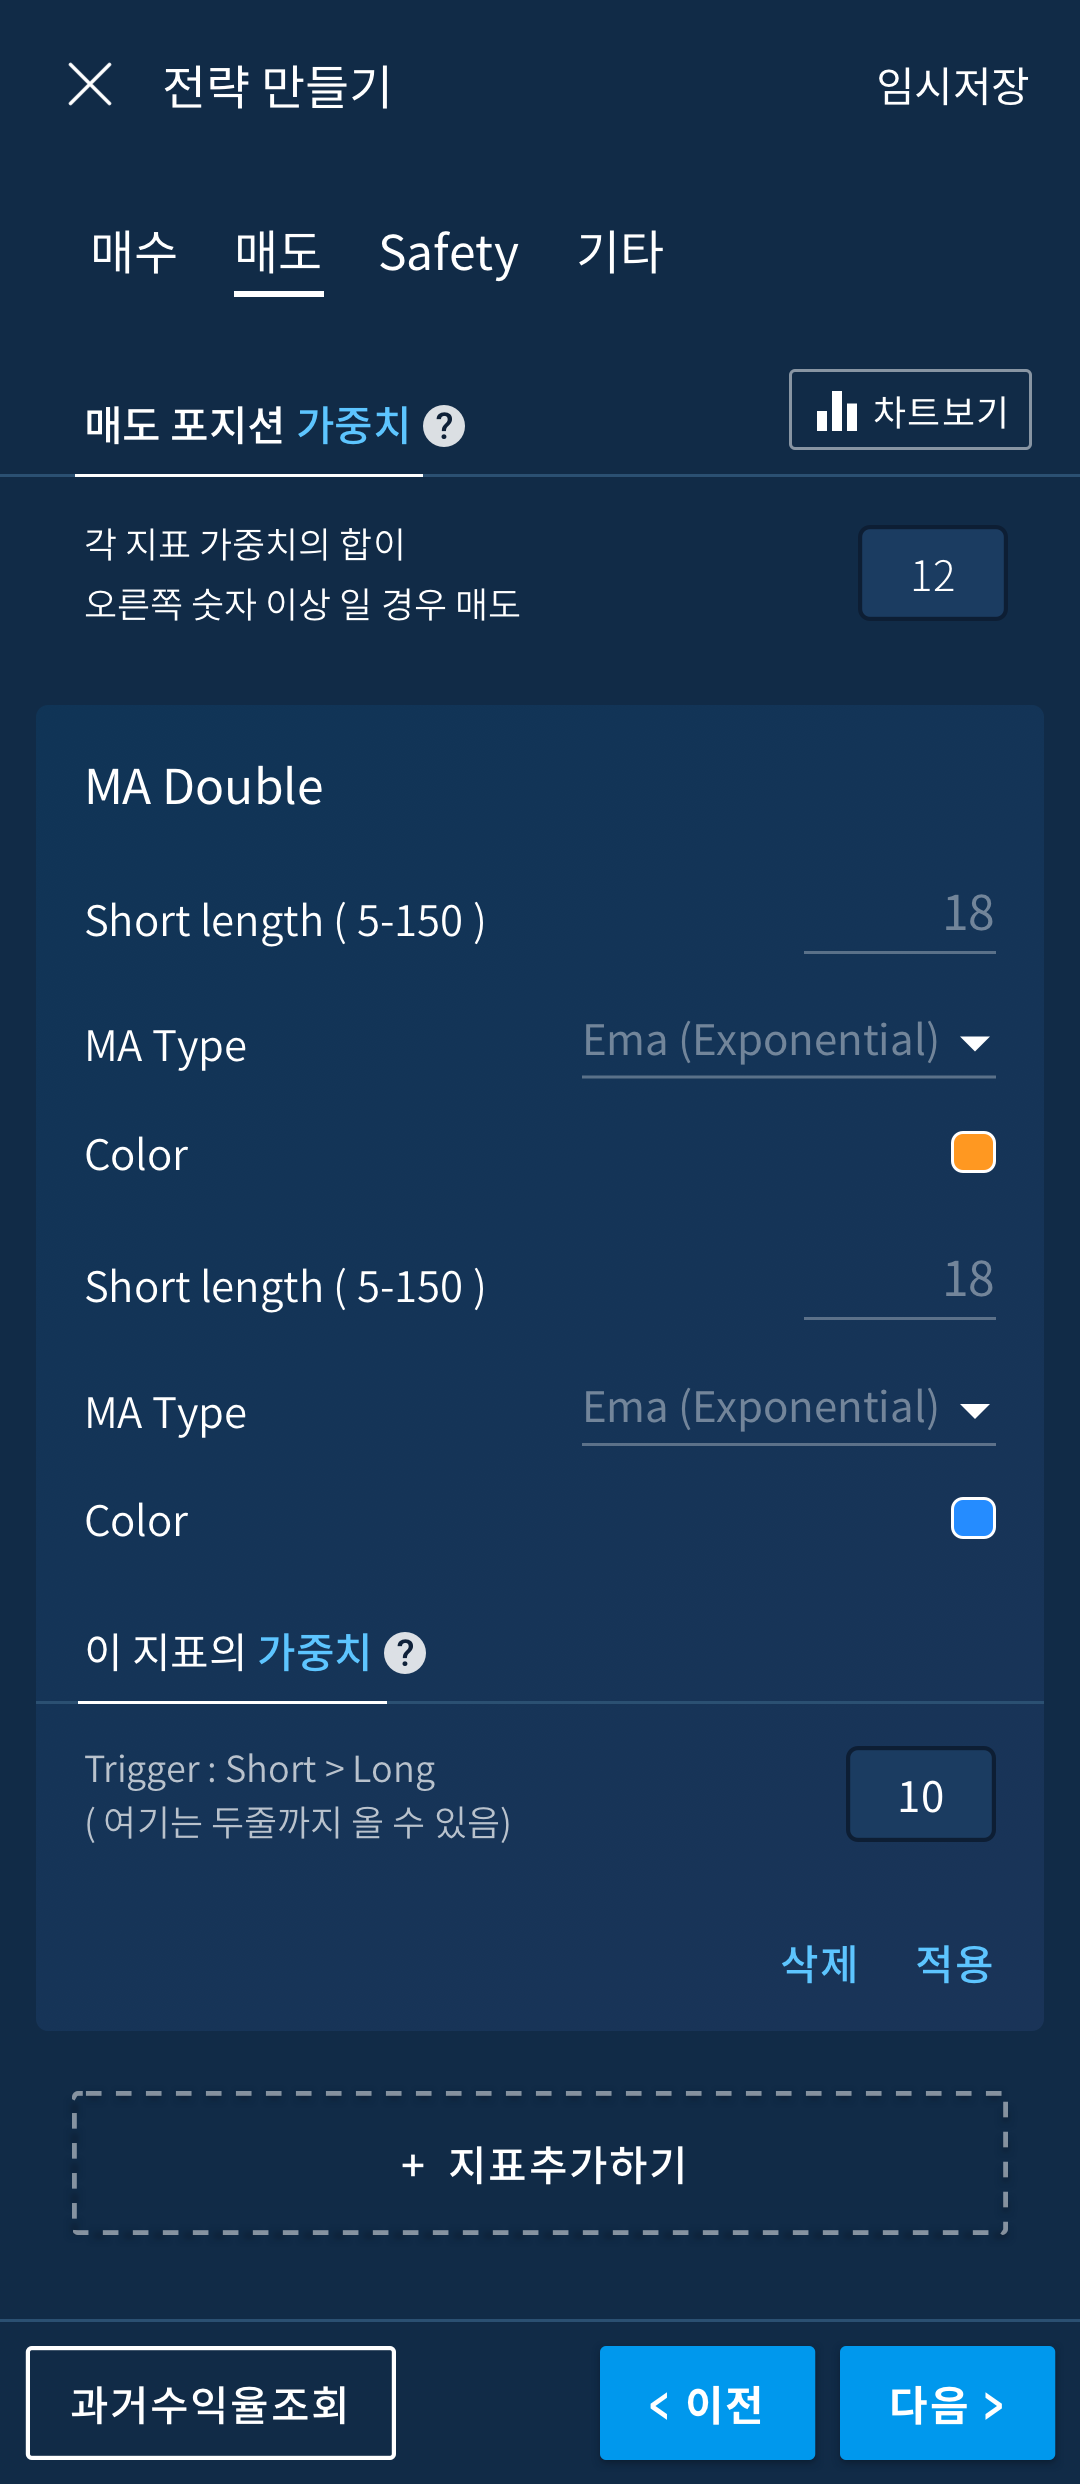 전략 만들기
임시저장
매수 매도 Safety 기타
매도 포지션 가중치 ?
차트보기
각 지표 가중치의 합이
오른쪽 숫자 이상 일 경우 매도
12
MA Double
Short length ( 5-150 )
18
MA Type
Ema (Exponential)
Color
Short length ( 5-150 )
18
MA Type
Ema (Exponential)
Color
이 지표의 가중치 ?
Trigger : Short > Long
( 여기는 두줄까지 올 수 있음)
10
삭제 적용
+ 지표추가하기
과거수익율조회
< 이전
다음 >